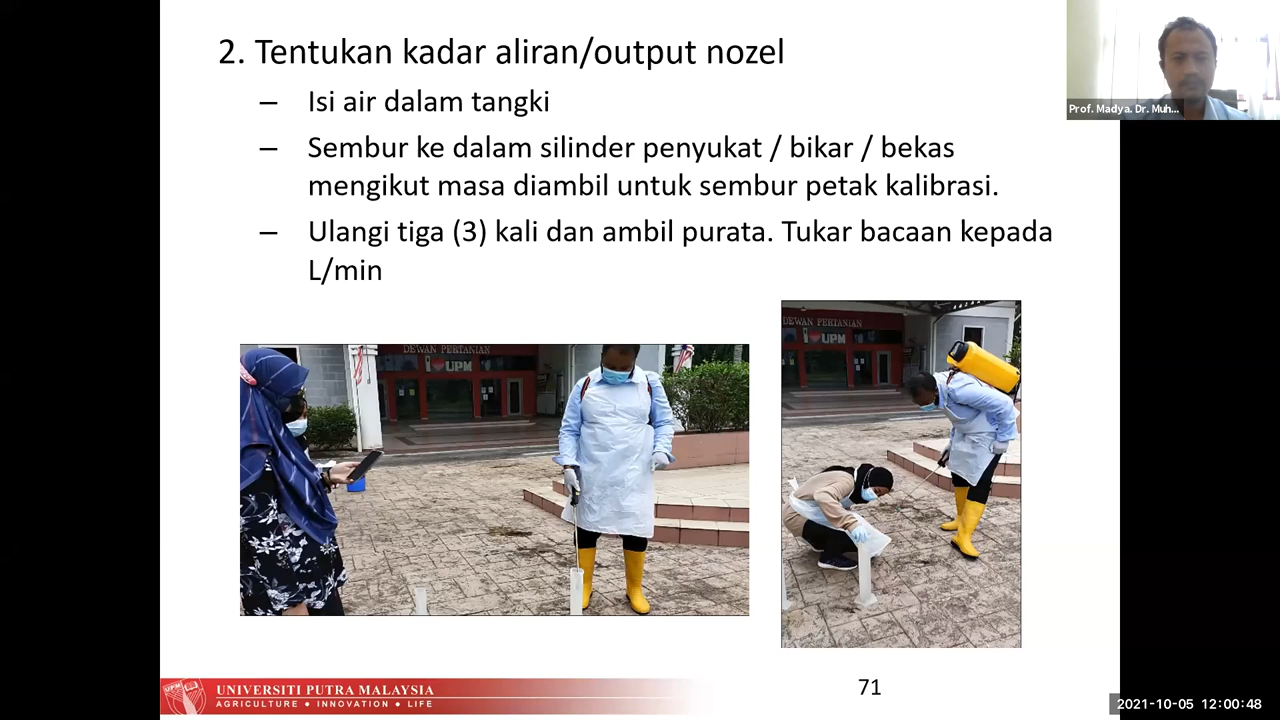 2. Tentukan kadar aliran/output nozel
– Isi air dalam tangki
– Sembur ke dalam silinder penyukat / bikar / bekas
mengikut masa diambil untuk sembur petak kalibrasi.
– Ulangi tiga (3) kali dan ambil purata. Tukar bacaan kepada
L/min
Prof. Madya. Dr. Muh...
DEWAN PERTANIAN
I UPM
DEWAN PERTANIAN
I UPM
UPM
UNIVERSITI PUTRA MALAYSIA
AGRICULTURE • INNOVATION • LIFE
71
2021-10-05 12:00:48